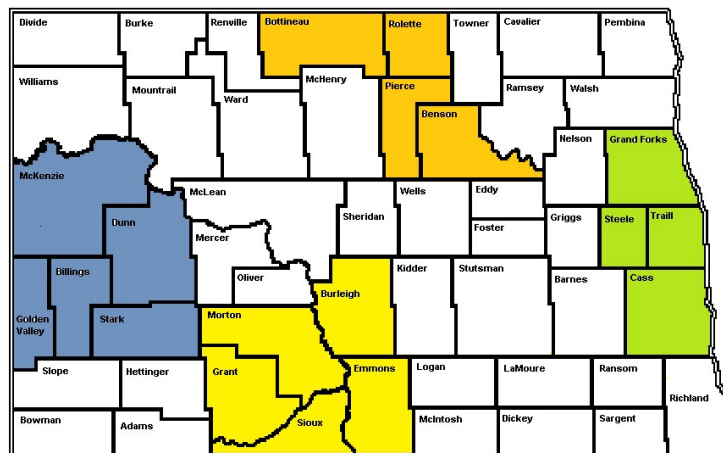 Divide
Burke
Renville
Bottineau
Rolette
Towner
Cavalier
Pembina
Williams
Mountrail
Ward
McHenry
Pierce
Benson
Ramsey
Walsh
Nelson
Grand Forks
McKenzie
Dunn
McLean
Mercer
Oliver
Sheridan
Wells
Eddy
Foster
Griggs
Steele
Traill
Golden
Valley
Billings
Stark
Morton
Burleigh
Kidder
Stutsman
Barnes
Cass
Slope
Hettinger
Grant
Emmons
Logan
LaMoure
Ransom
Richland
Bowman
Adams
Sioux
McIntosh
Dickey
Sargent